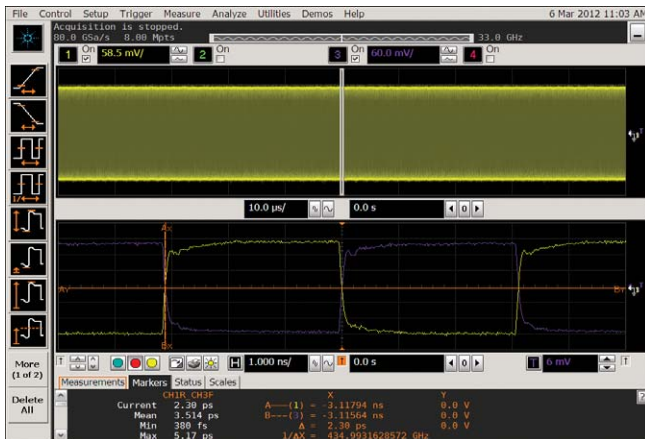 File Control Setup Trigger Measure Analyze Utilities Demos Help 6 Mar 2012 11:03 AM
Acquisition is stopped.
80.0 GSa/s 8.00 Mpts 33.0 GHz
1 On 58.5 mV/ 2 On 3 On 60.0 mV/ 4 On
10.0 µs/ 0.0 s 0
Ax
Ay By
Bx
H 1.000 ns/ 0.0 s 0 T 6 mV
More
(1 of 2)
Delete
All
Measurements Markers Status Scales
CH1R_CH3F X Y
Current 2.30 ps A---(1) = -3.11794 ns 0.0 V
Mean 3.514 ps B---(3) = -3.11564 ns 0.0 V
Min 380 fs Δ = 2.30 ps 0.0 V
Max 5.17 ps 1/ΔX = 434.9931628572 GHz